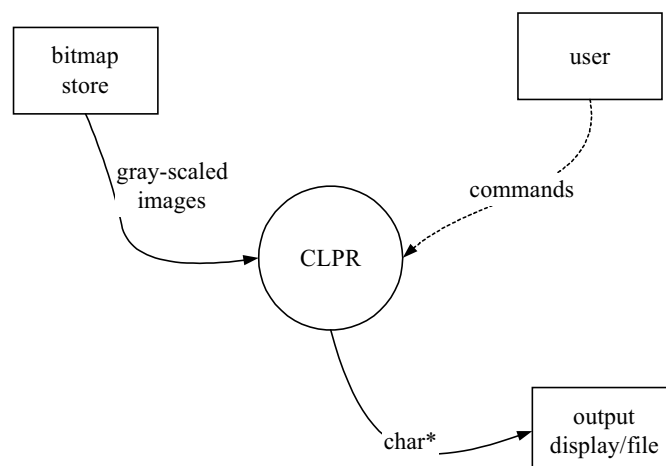 bitmap
store
user
gray-scaled
images
commands
CLPR
char*
output
display/file